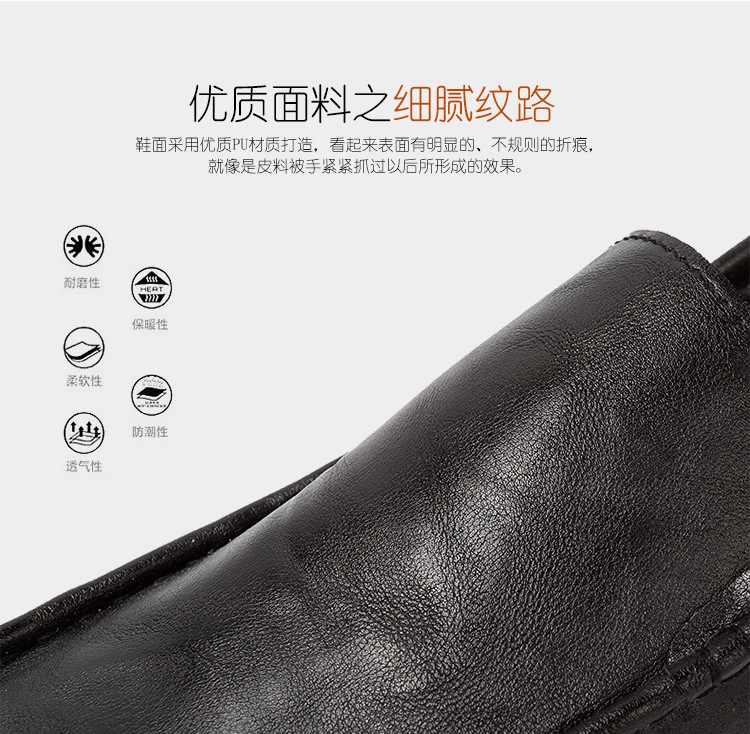 优质面料之细腻纹路
鞋面采用优质PU材质打造，看起来表面有明显的、不规则的折痕，
就像是皮料被手紧紧抓过以后所形成的效果。
耐磨性
HEAT
保暖性
柔软性
防潮性
透气性